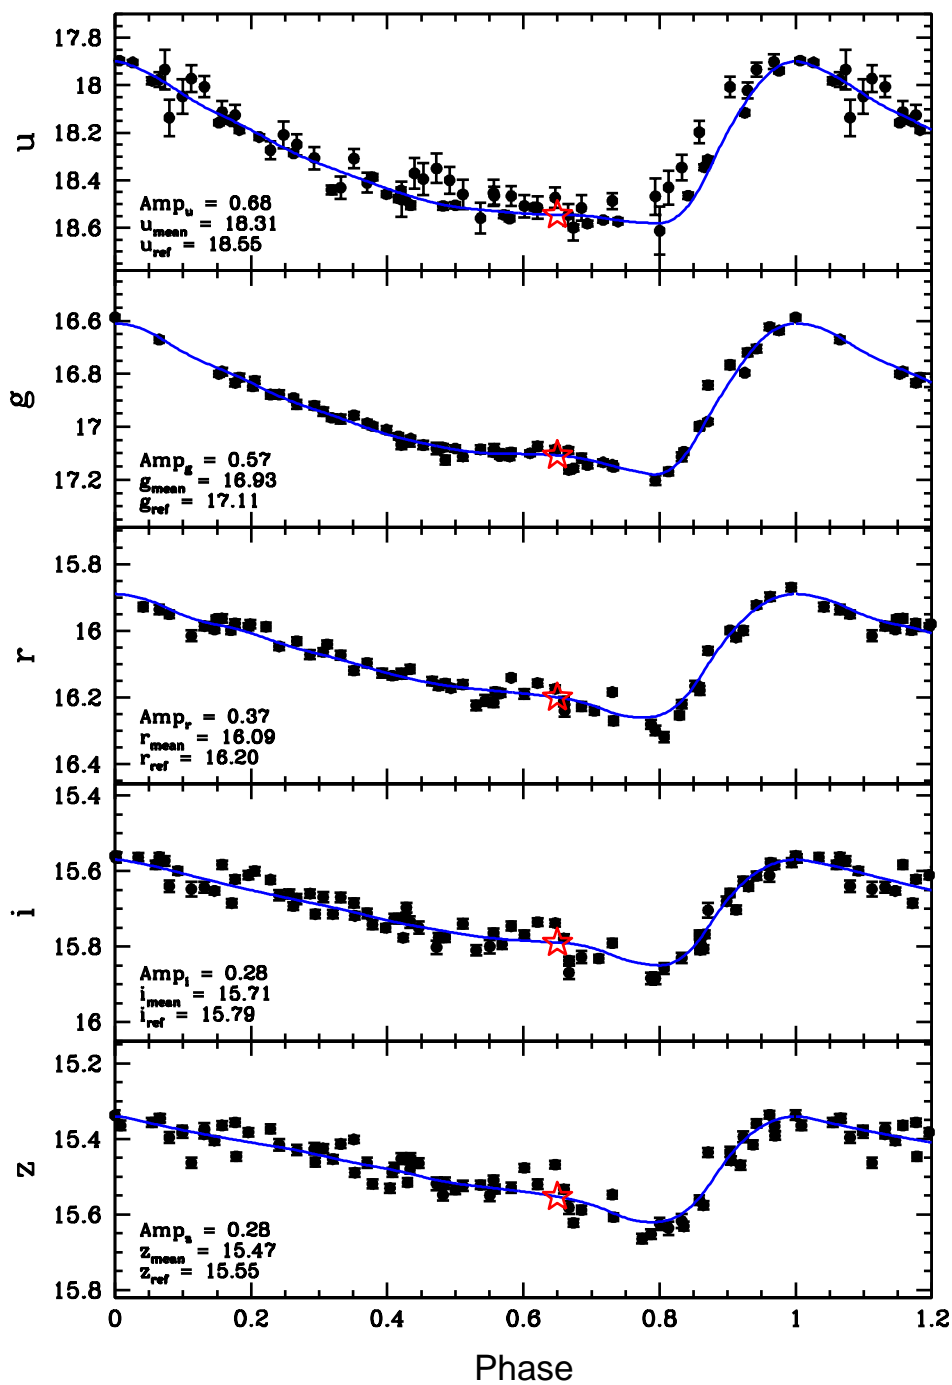 17.8
18
18.2
18.4
18.6
u
Amp_u = 0.68
u_mean = 18.31
u_ref = 18.55
16.6
16.8
17
17.2
g
Amp_g = 0.57
g_mean = 16.93
g_ref = 17.11
15.8
16
16.2
16.4
r
Amp_r = 0.37
r_mean = 16.09
r_ref = 16.20
15.4
15.6
15.8
16
i
Amp_i = 0.28
i_mean = 15.71
i_ref = 15.79
15.2
15.4
15.6
15.8
z
Amp_z = 0.28
z_mean = 15.47
z_ref = 15.55
0 0.2 0.4 0.6 0.8 1 1.2
Phase